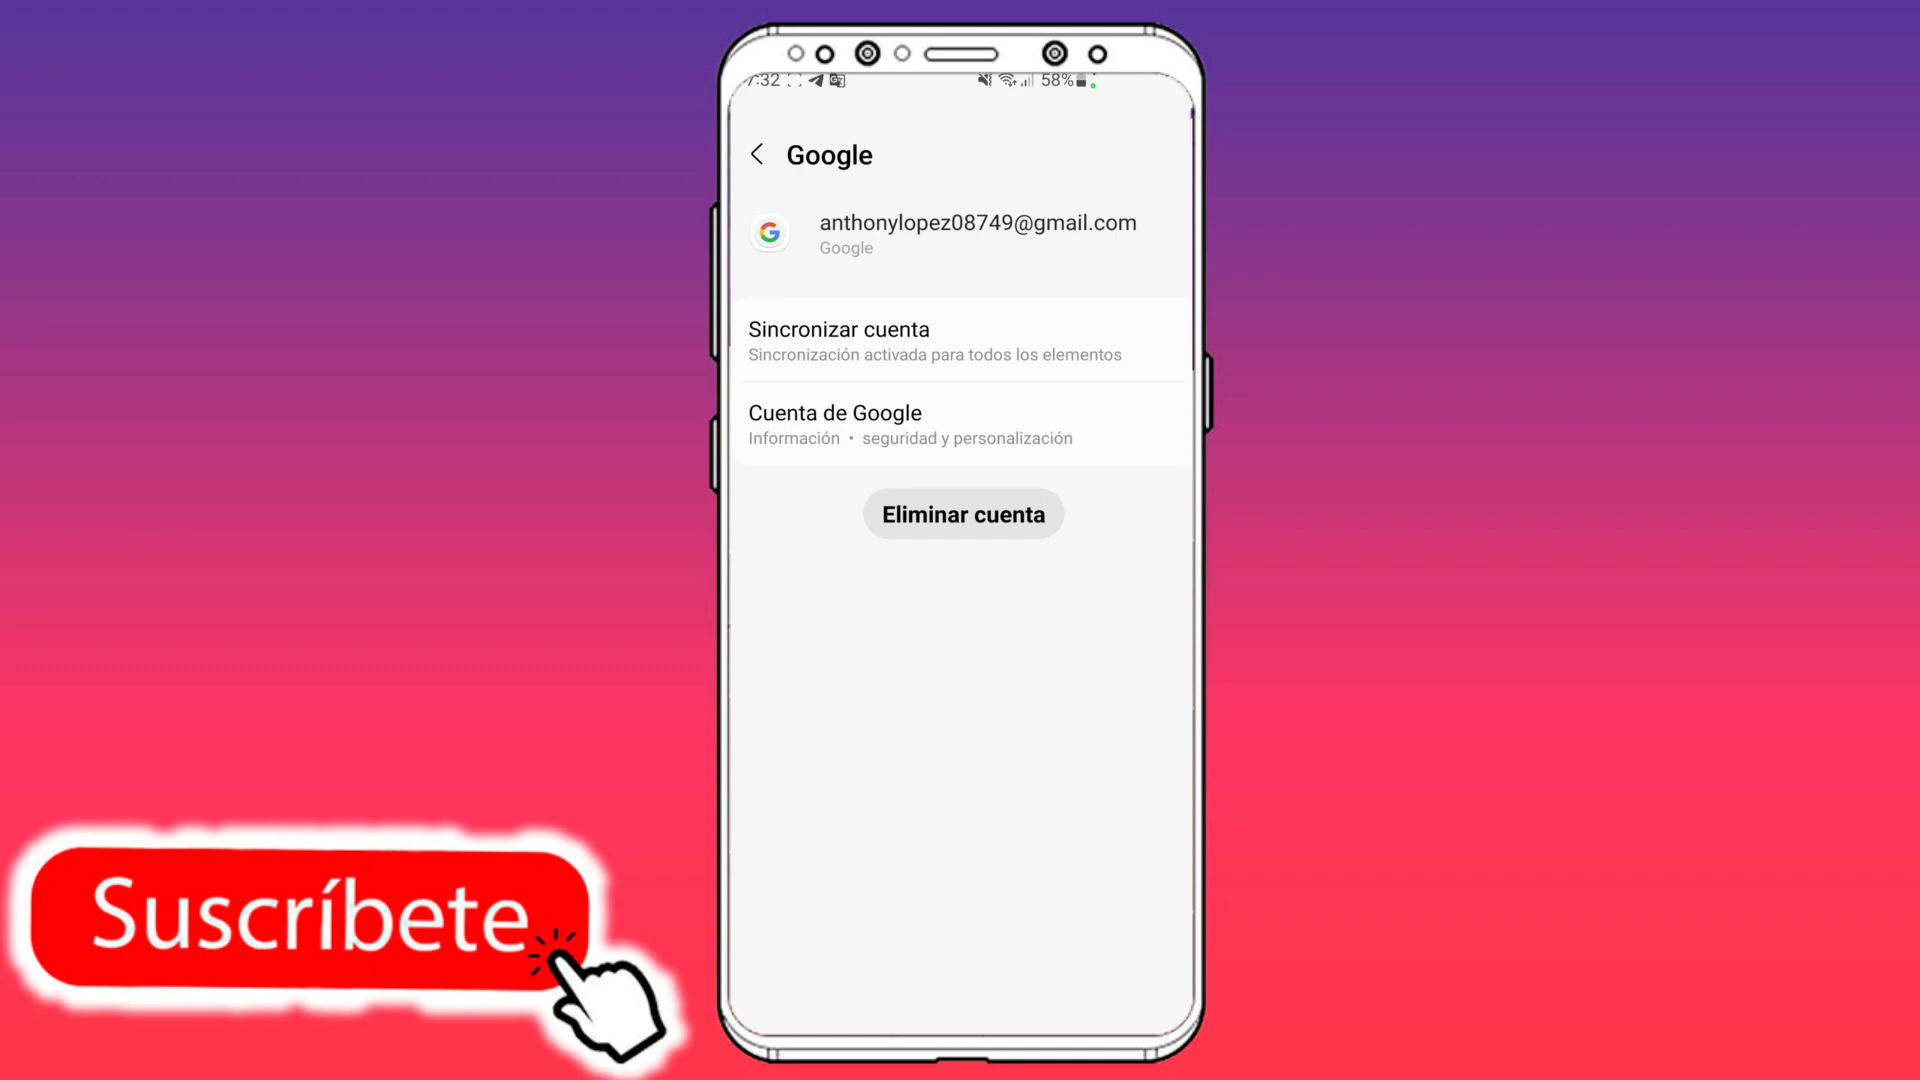 7:32 58%
Google
anthonylopez08749@gmail.com
Google
Sincronizar cuenta
Sincronización activada para todos los elementos
Cuenta de Google
Información • seguridad y personalización
Eliminar cuenta
Suscríbete